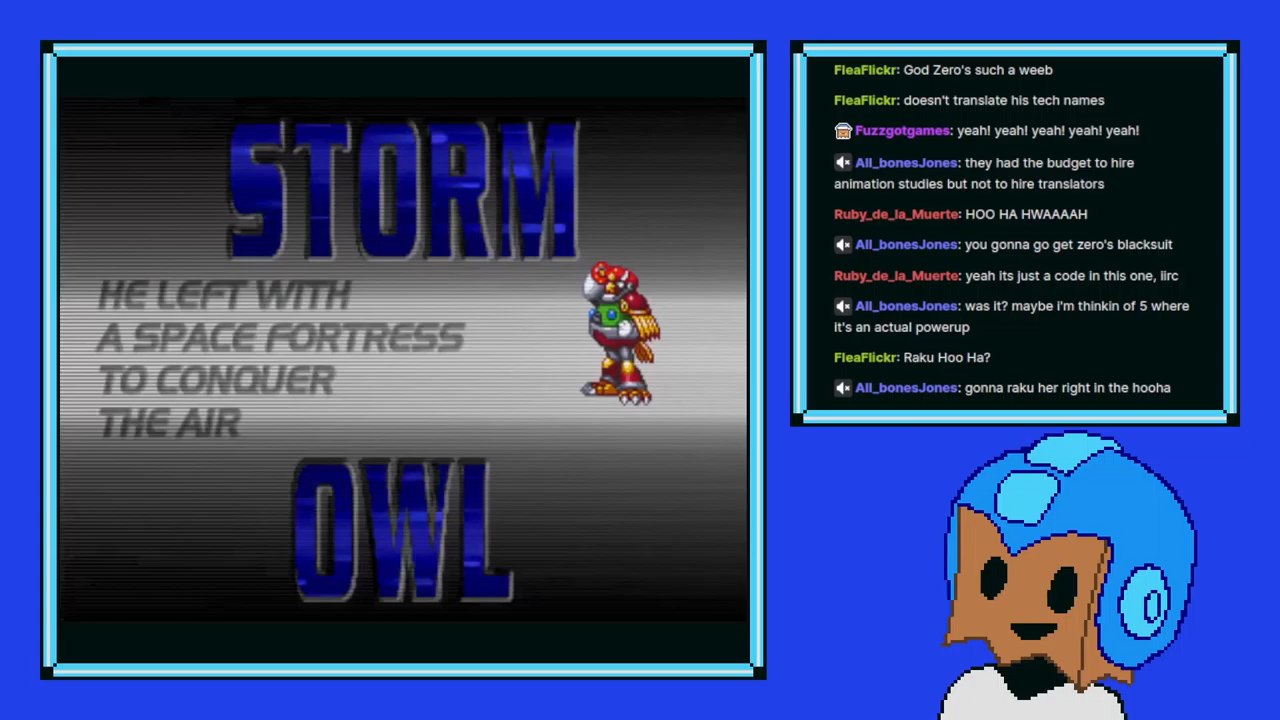 STORM
HE LEFT WITH
A SPACE FORTRESS
TO CONQUER
THE AIR
OWL
FleaFlickr: God Zero's such a weeb
FleaFlickr: doesn't translate his tech names
Fuzzgotgames: yeah! yeah! yeah! yeah! yeah!
All_bonesJones: they had the budget to hire
animation studies but not to hire translators
Ruby_de_la_Muerte: HOO HA HWAAAAH
All_bonesJones: you gonna go get zero's blacksuit
Ruby_de_la_Muerte: yeah its just a code in this one, iirc
All_bonesJones: was it? maybe i'm thinkin of 5 where
it's an actual powerup
FleaFlickr: Raku Hoo Ha?
All_bonesJones: gonna raku her right in the hooha